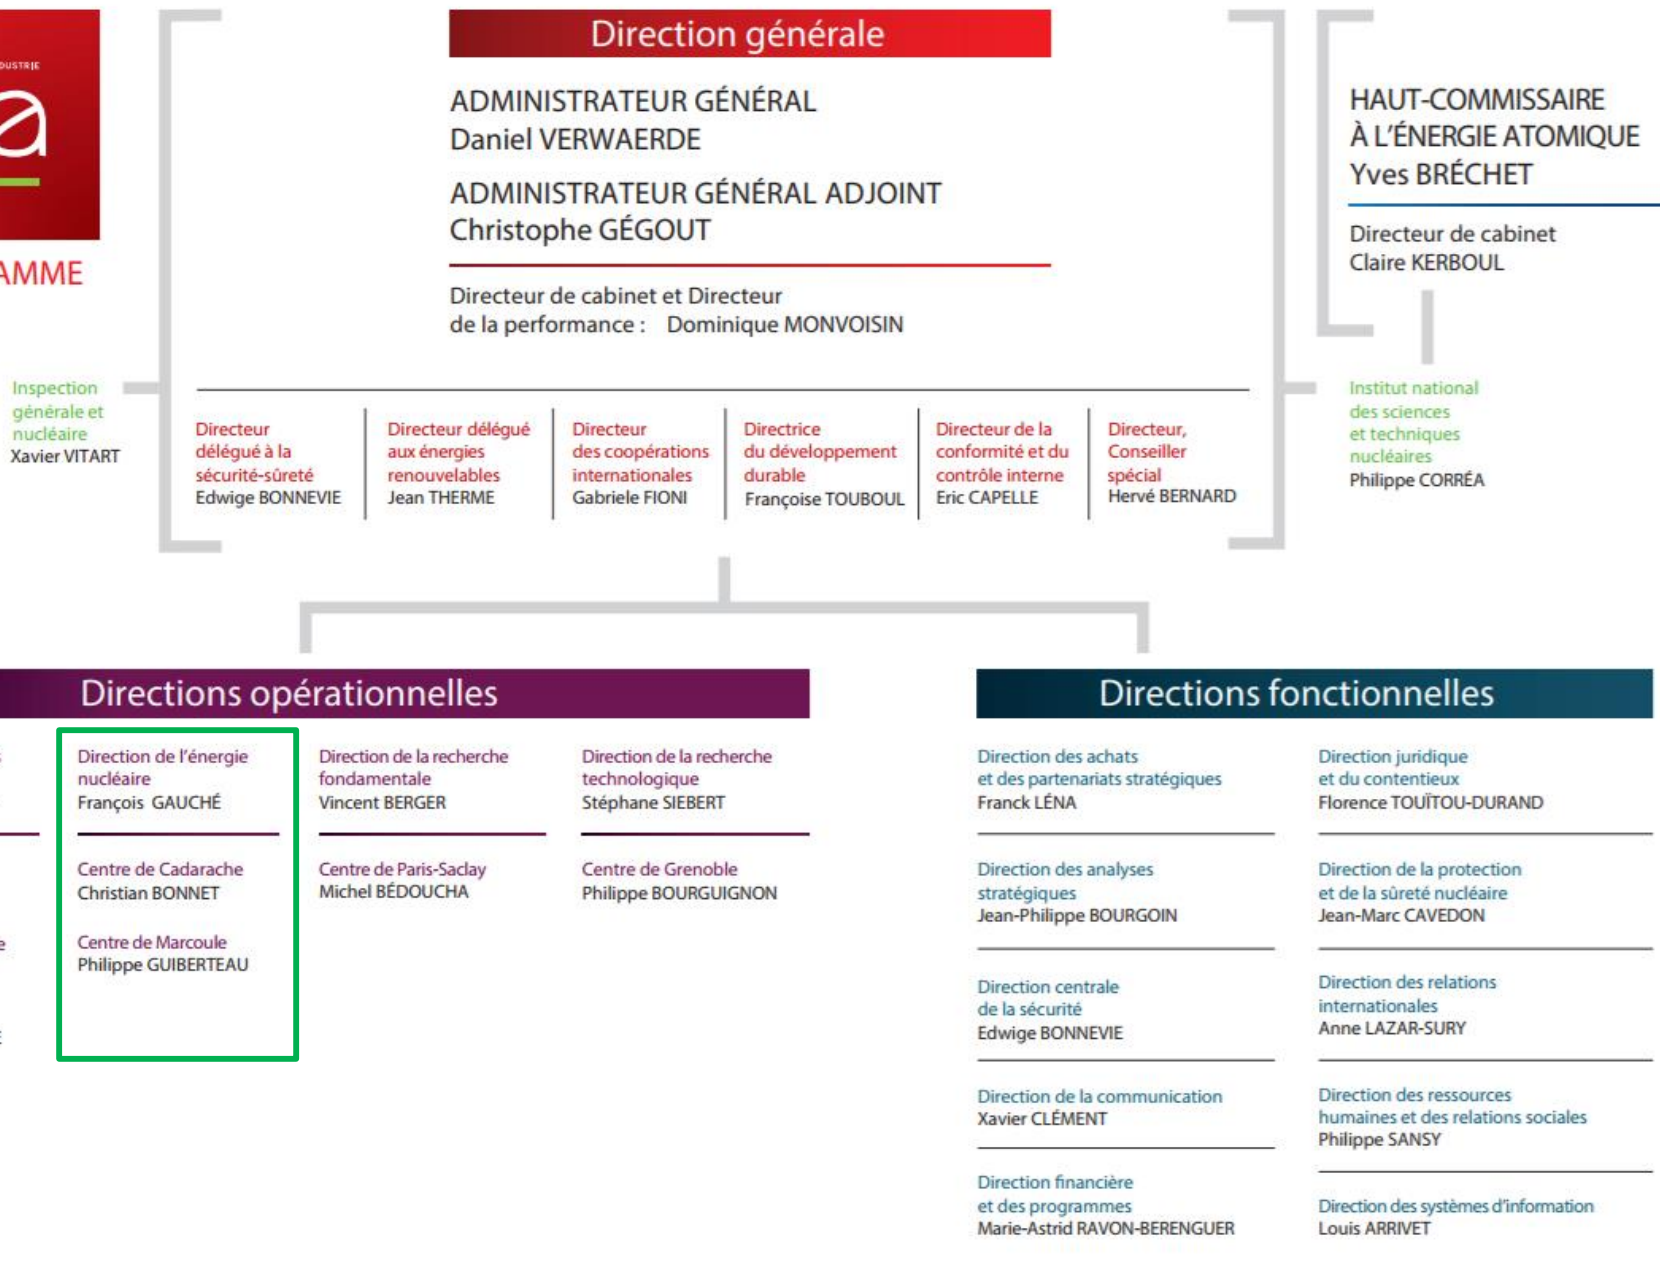 Direction générale
ADMINISTRATEUR GÉNÉRAL
Daniel VERWAERDE
ADMINISTRATEUR GÉNÉRAL ADJOINT
Christophe GÉGOUT
Directeur de cabinet et Directeur
de la performance : Dominique MONVOISIN
HAUT-COMMISSAIRE
À L'ÉNERGIE ATOMIQUE
Yves BRÉCHET
Directeur de cabinet
Claire KERBOUL
Inspection
générale et
nucléaire
Xavier VITART
Directeur
délégué à la
sécurité-sûreté
Edwige BONNEVIE
Directeur délégué
aux énergies
renouvelables
Jean THERME
Directeur
des coopérations
internationales
Gabriele FIONI
Directrice
du développement
durable
Françoise TOUBOUL
Directeur de la
conformité et du
contrôle interne
Eric CAPELLE
Directeur,
Conseiller
spécial
Hervé BERNARD
Institut national
des sciences
et techniques
nucléaires
Philippe CORRÉA
Directions opérationnelles
Direction de l'énergie
nucléaire
François GAUCHÉ
Centre de Cadarache
Christian BONNET
Centre de Marcoule
Philippe GUIBERTEAU
Direction de la recherche
fondamentale
Vincent BERGER
Centre de Paris-Saclay
Michel BÉDOUCHA
Direction de la recherche
technologique
Stéphane SIEBERT
Centre de Grenoble
Philippe BOURGUIGNON
Directions fonctionnelles
Direction des achats
et des partenariats stratégiques
Franck LÉNA
Direction des analyses
stratégiques
Jean-Philippe BOURGOIN
Direction centrale
de la sécurité
Edwige BONNEVIE
Direction de la communication
Xavier CLÉMENT
Direction financière
et des programmes
Marie-Astrid RAVON-BERENGUER
Direction juridique
et du contentieux
Florence TOUÏTOU-DURAND
Direction de la protection
et de la sûreté nucléaire
Jean-Marc CAVEDON
Direction des relations
internationales
Anne LAZAR-SURY
Direction des ressources
humaines et des relations sociales
Philippe SANSY
Direction des systèmes d'information
Louis ARRIVET